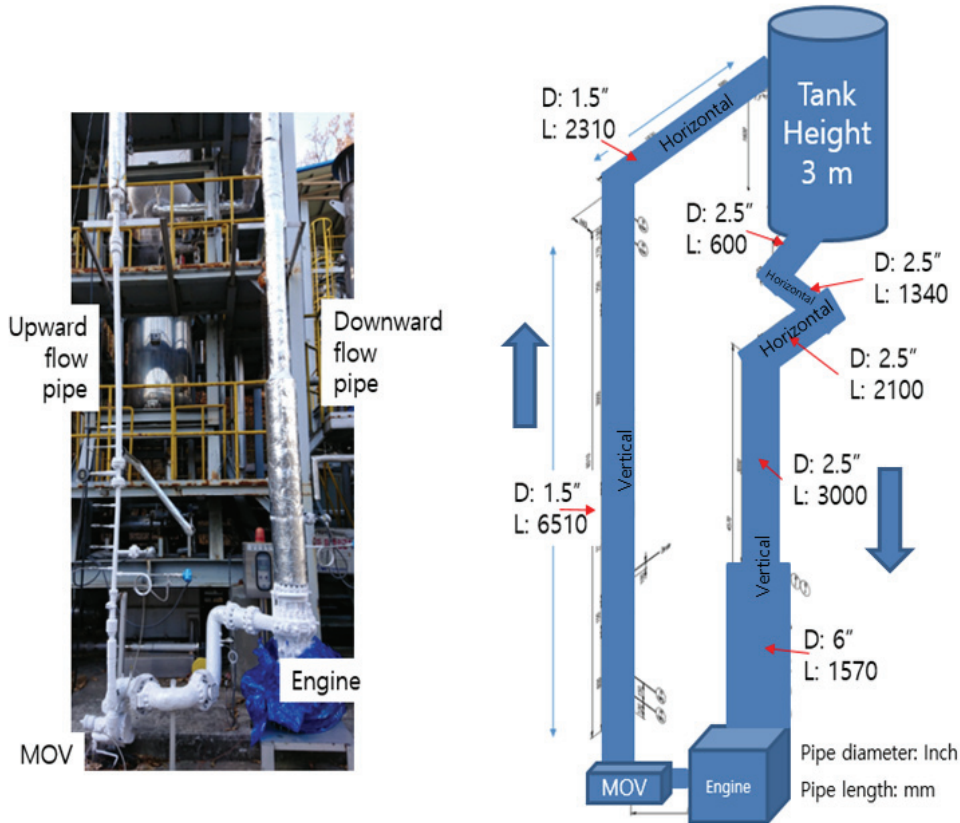 Upward
flow
pipe
Downward
flow
pipe
Engine
MOV
D: 1.5”
L: 2310
Horizontal
Tank
Height
3 m
D: 2.5”
L: 600
Horizontal
D: 2.5”
L: 1340
Horizontal
D: 2.5”
L: 2100
Vertical
D: 1.5”
L: 6510
D: 2.5”
L: 3000
Vertical
D: 6”
L: 1570
MOV
Engine
Pipe diameter: Inch
Pipe length: mm